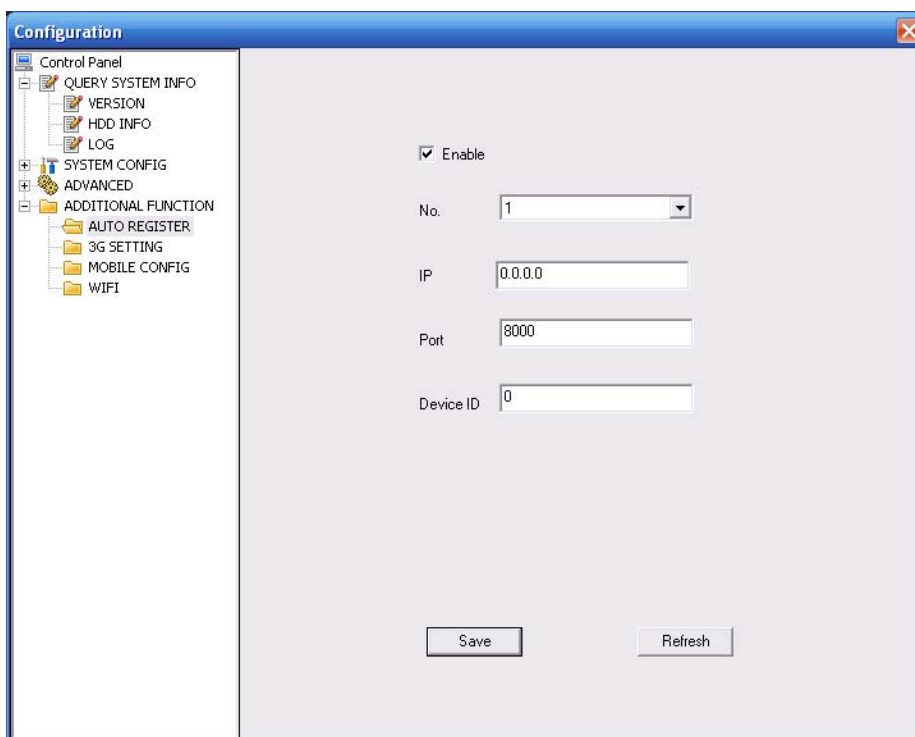 Configuration
Control Panel
QUERY SYSTEM INFO
VERSION
HDD INFO
LOG
SYSTEM CONFIG
ADVANCED
ADDITIONAL FUNCTION
AUTO REGISTER
3G SETTING
MOBILE CONFIG
WIFI
Enable
No. 1
IP 0.0.0.0
Port 8000
Device ID 0
Save Refresh